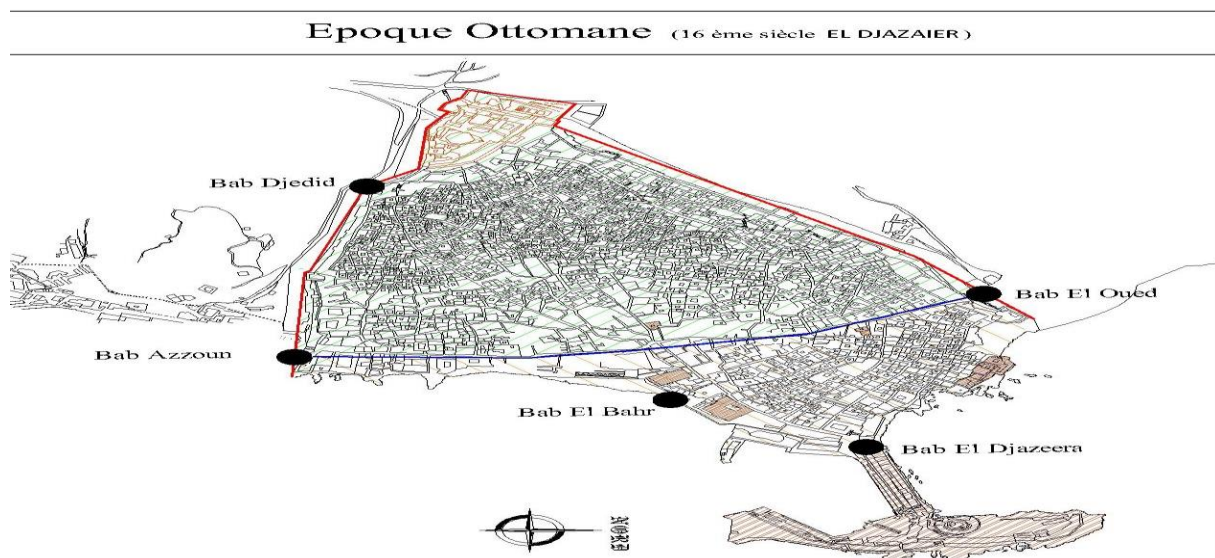 Epoque Ottomane (16 ème siècle EL DJAZAIER)
Bab Djedid
Bab El Oued
Bab Azzoun
Bab El Bahr
Bab El Djazeera
NORD